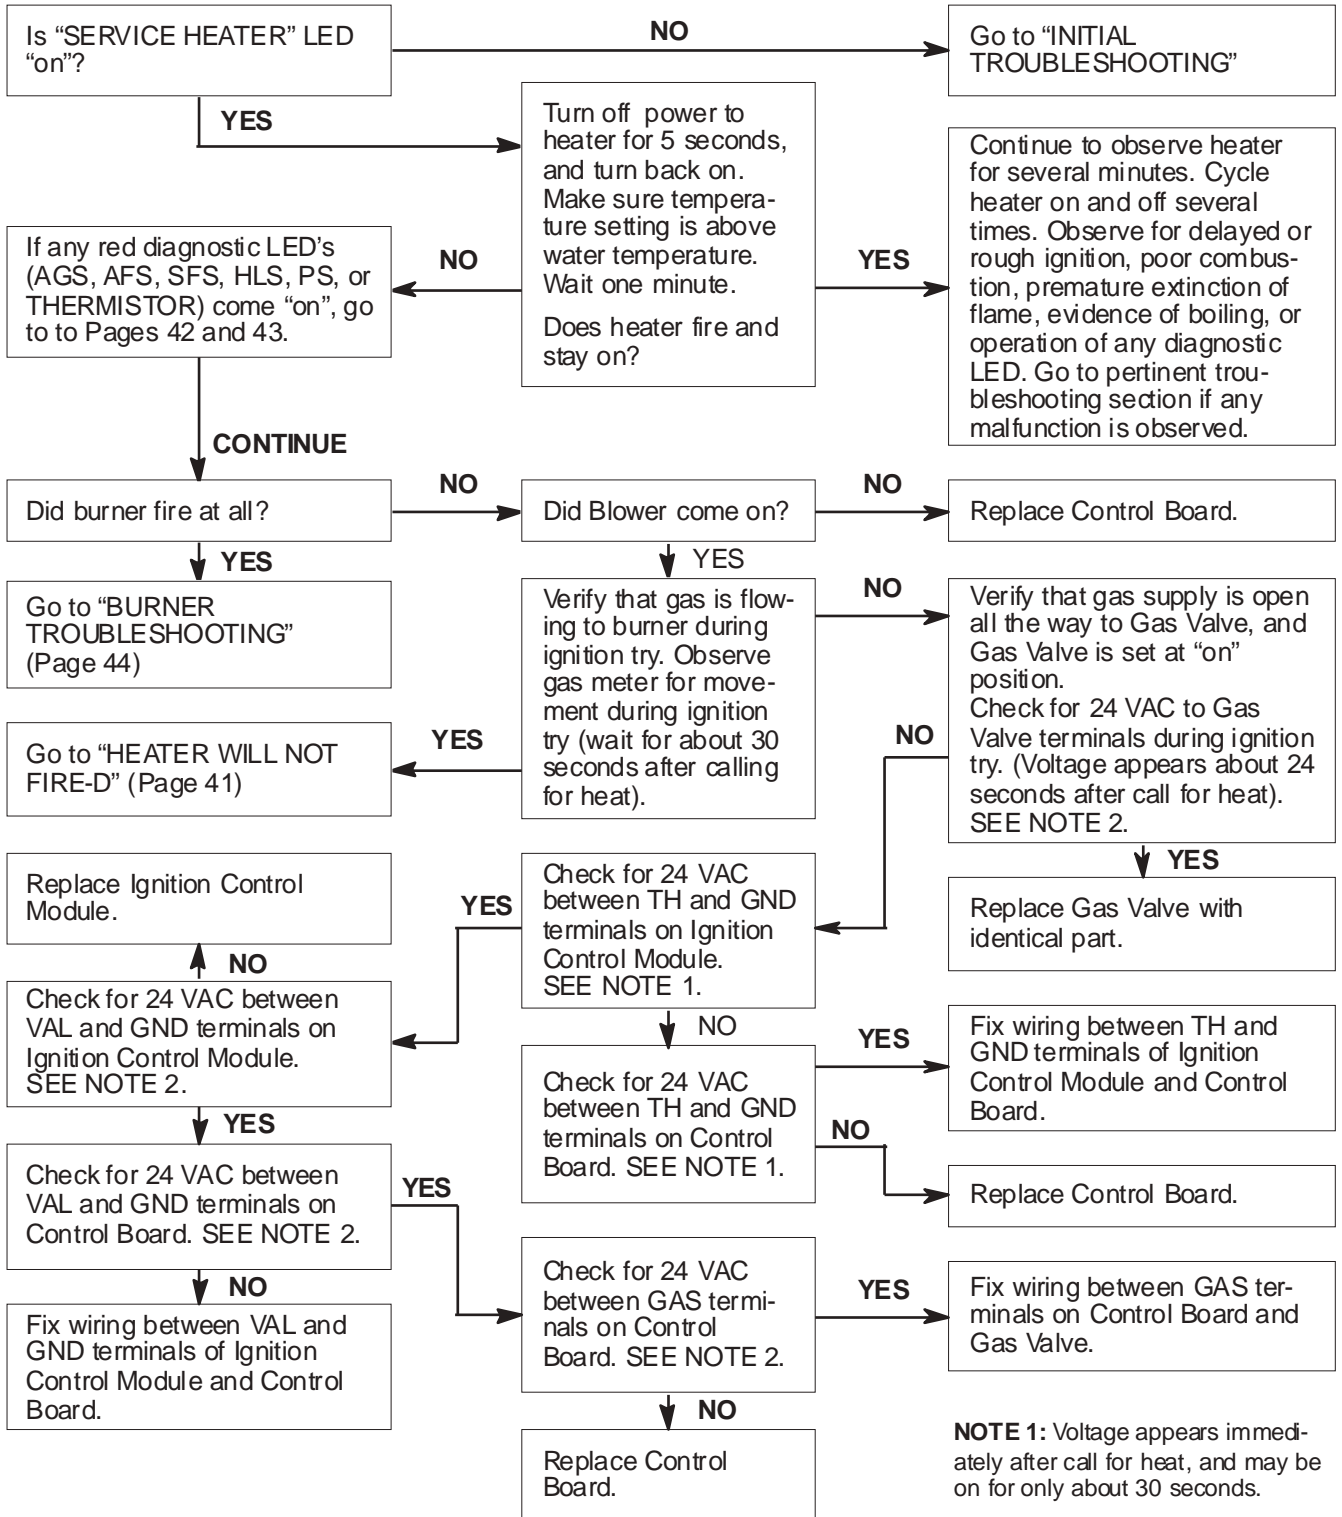 Is “SERVICE HEATER” LED
“on”?
NO
Go to “INITIAL
TROUBLESHOOTING”
YES
Turn off power to
heater for 5 seconds,
and turn back on.
Make sure tempera-
ture setting is above
water temperature.
Wait one minute.
Does heater fire and
stay on?
YES
Continue to observe heater
for several minutes. Cycle
heater on and off several
times. Observe for delayed or
rough ignition, poor combus-
tion, premature extinction of
flame, evidence of boiling, or
operation of any diagnostic
LED. Go to pertinent trou-
bleshooting section if any
malfunction is observed.
NO
If any red diagnostic LED’s
(AGS, AFS, SFS, HLS, PS, or
THERMISTOR) come “on”, go
to to Pages 42 and 43.
CONTINUE
Did burner fire at all?
NO
Did Blower come on?
NO
Replace Control Board.
YES
Go to “BURNER
TROUBLESHOOTING”
(Page 44)
YES
Verify that gas is flow-
ing to burner during
ignition try. Observe
gas meter for move-
ment during ignition
try (wait for about 30
seconds after calling
for heat).
YES
Go to “HEATER WILL NOT
FIRE-D” (Page 41)
NO
Verify that gas supply is open
all the way to Gas Valve, and
Gas Valve is set at “on”
position.
Check for 24 VAC to Gas
Valve terminals during ignition
try. (Voltage appears about 24
seconds after call for heat).
SEE NOTE 2.
YES
Replace Gas Valve with
identical part.
NO
Check for 24 VAC
between TH and GND
terminals on Ignition
Control Module.
SEE NOTE 1.
YES
Replace Ignition Control
Module.
NO
Check for 24 VAC between
VAL and GND terminals on
Ignition Control Module.
SEE NOTE 2.
NO
Check for 24 VAC
between TH and GND
terminals on Control
Board. SEE NOTE 1.
YES
Fix wiring between TH and
GND terminals of Ignition
Control Module and Control
Board.
NO
Replace Control Board.
YES
Check for 24 VAC between
VAL and GND terminals on
Control Board. SEE NOTE 2.
YES
Check for 24 VAC
between GAS termi-
nals on Control
Board. SEE NOTE 2.
YES
Fix wiring between GAS ter-
minals on Control Board and
Gas Valve.
NO
Fix wiring between VAL and
GND terminals of Ignition
Control Module and Control
Board.
NO
Replace Control
Board.
NOTE 1: Voltage appears immedi-
ately after call for heat, and may be
on for only about 30 seconds.